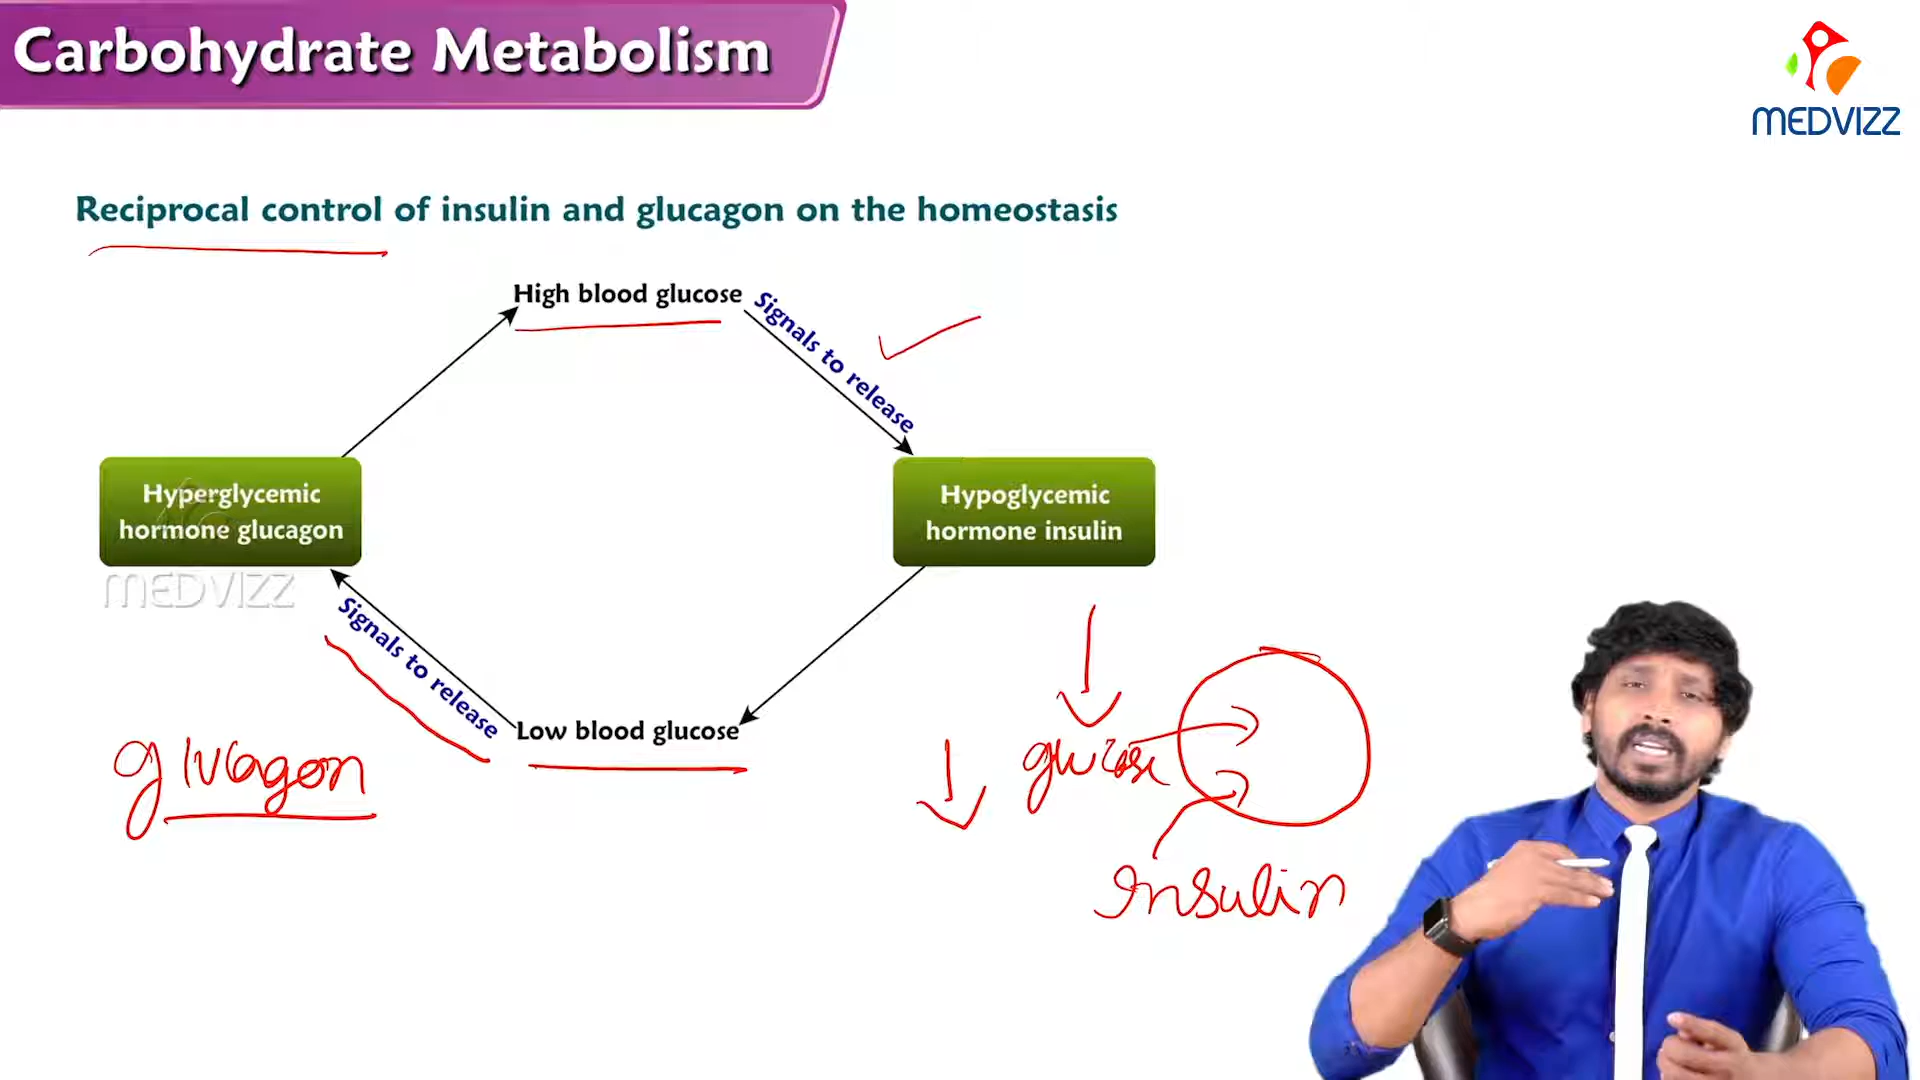 Carbohydrate Metabolism
MEDVIZZ
Reciprocal control of insulin and glucagon on the homeostasis
High blood glucose
Signals to release
Hyperglycemic
hormone glucagon
Hypoglycemic
hormone insulin
MEDVIZZ
Signals to release
Low blood glucose
glucagon
glucose
Insulin